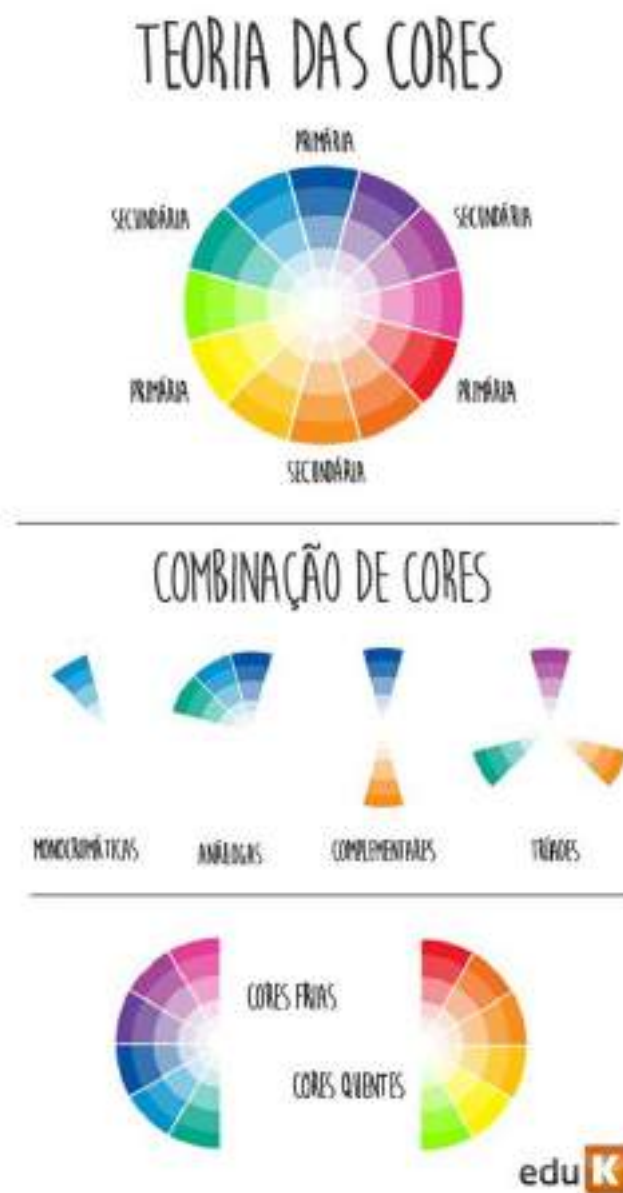 TEORIA DAS CORES
PRIMÁRIA
SECUNDÁRIA
SECUNDÁRIA
PRIMÁRIA
PRIMÁRIA
SECUNDÁRIA
COMBINAÇÃO DE CORES
MONOCROMÁTICAS
ANÁLOGAS
COMPLEMENTARES
TRÍADES
CORES FRIAS
CORES QUENTES
eduK